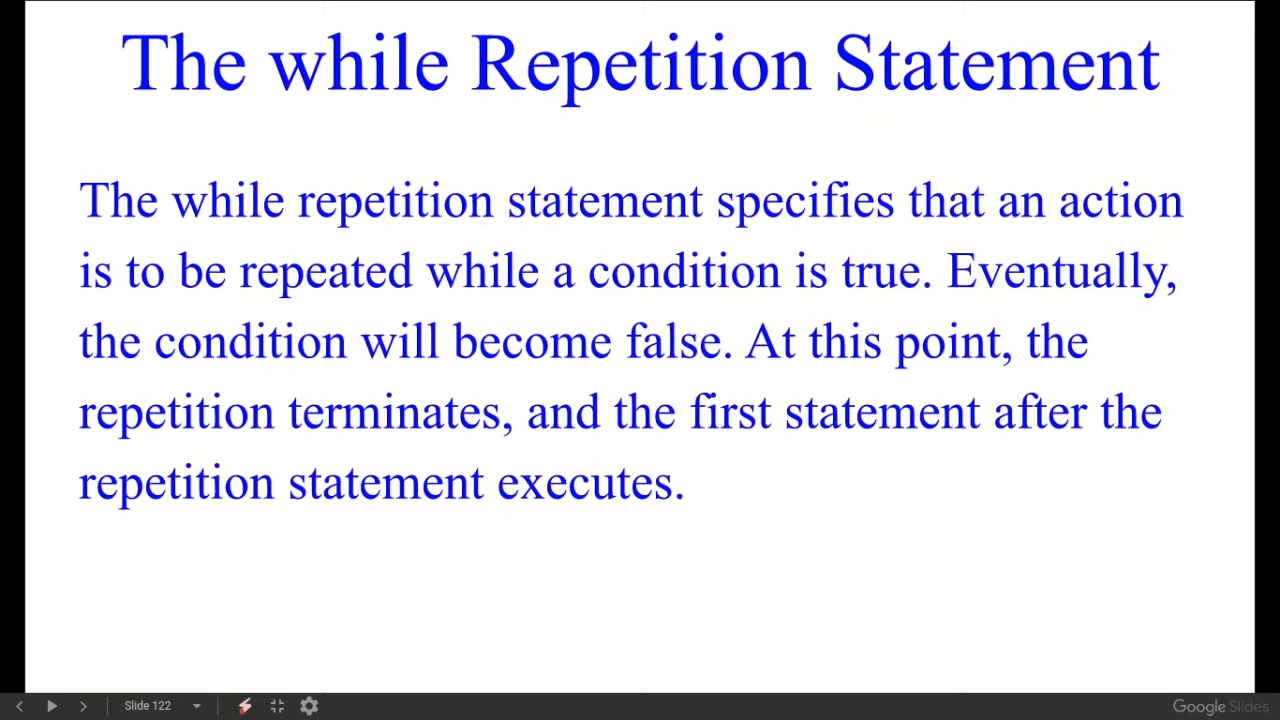 The while Repetition Statement
The while repetition statement specifies that an action
is to be repeated while a condition is true. Eventually,
the condition will become false. At this point, the
repetition terminates, and the first statement after the
repetition statement executes.
Slide 122
Google Slides